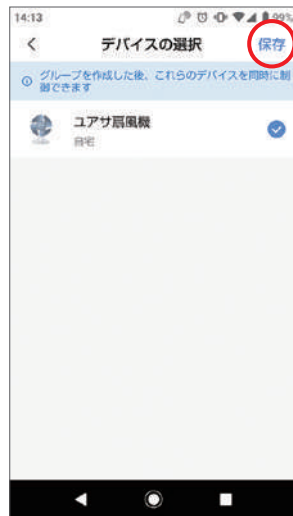 14:13 99%
デバイスの選択 保存
グループを作成した後、これらのデバイスを同時に制
御できます
ユアサ扇風機
自宅